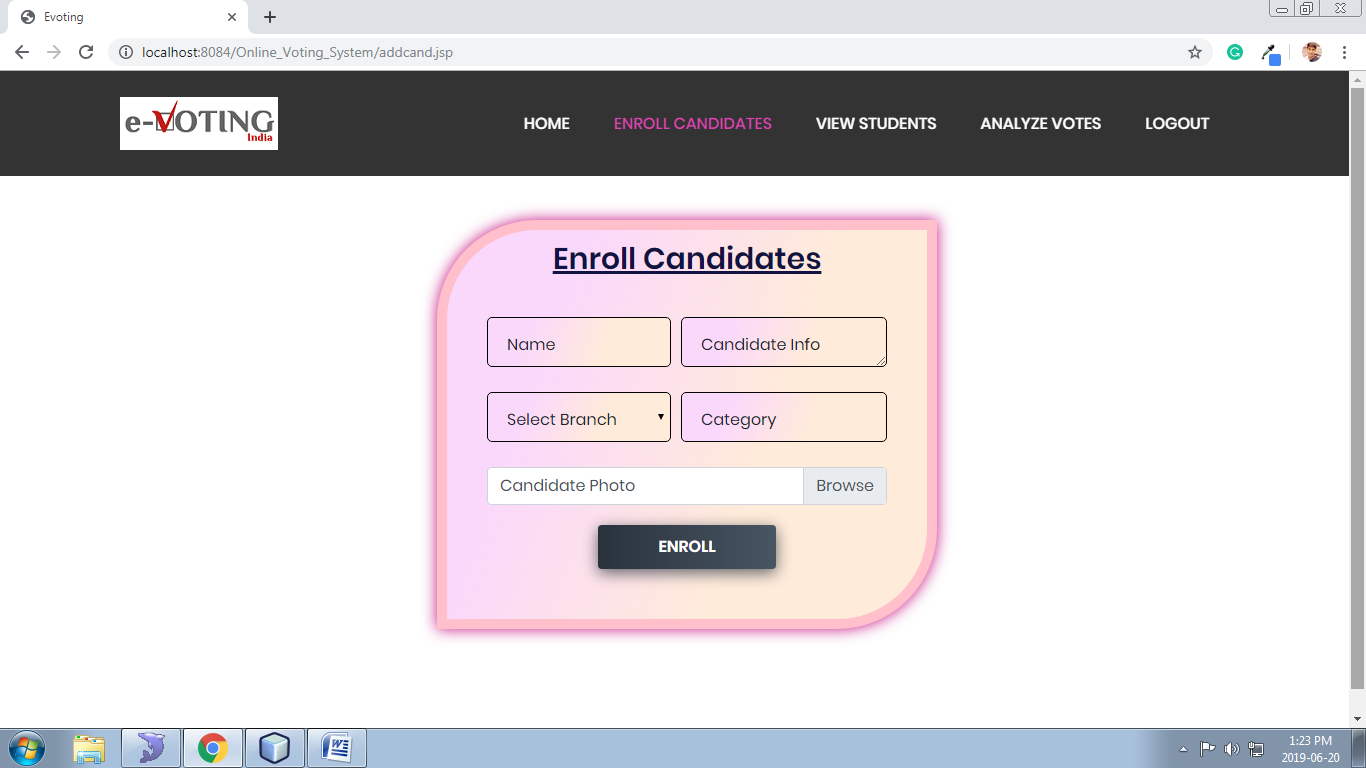 Evoting
localhost:8084/Online_Voting_System/addcand.jsp
e-VOTING
India
HOME ENROLL CANDIDATES VIEW STUDENTS ANALYZE VOTES LOGOUT
Enroll Candidates
Name Candidate Info
Select Branch Category
Candidate Photo Browse
ENROLL
1:23 PM
2019-06-20